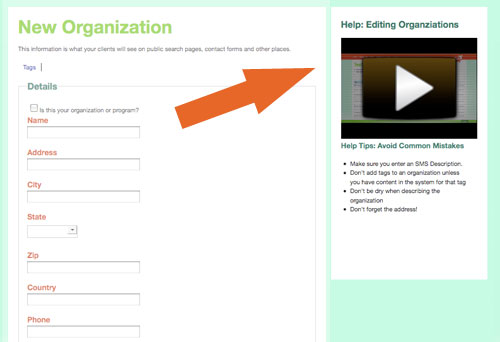 New Organization
This information is what your clients will see on public search pages, contact forms and other places.
Tags
Details
Is this your organization or program?
Name
Address
City
State
Zip
Country
Phone
Help: Editing Organziations
Help Tips: Avoid Common Mistakes
Make sure you enter an SMS Description.
Don't add tags to an organization unless
you have content in the system for that tag
Don't be dry when describing the
organization
Don't forget the address!